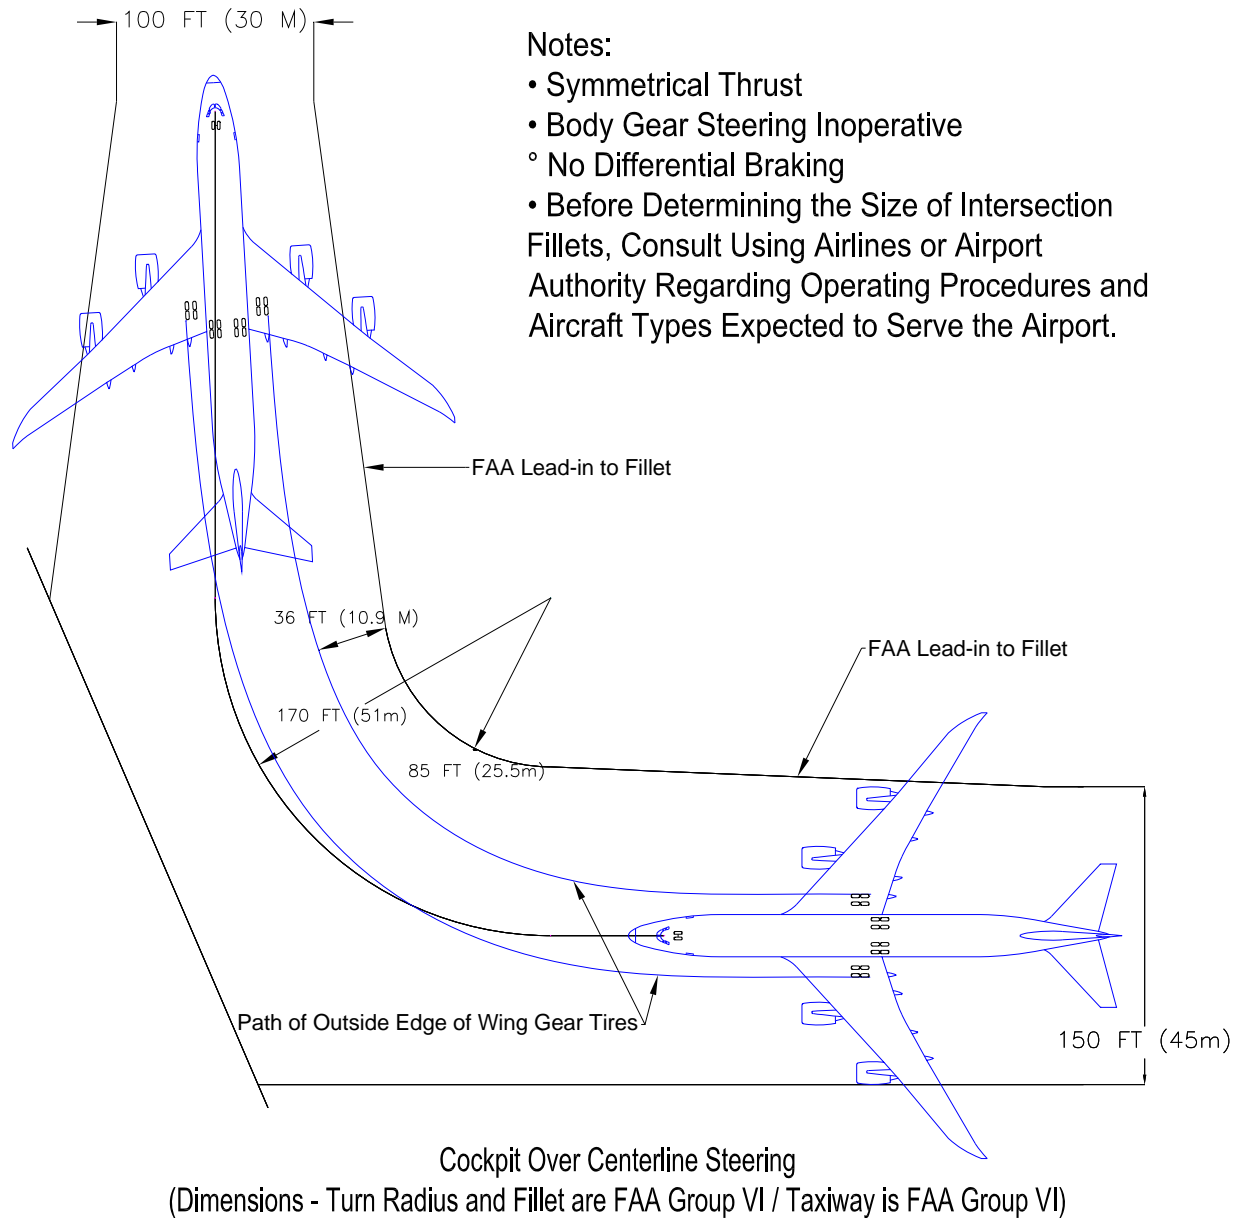 100 FT (30 M)
Notes:
• Symmetrical Thrust
• Body Gear Steering Inoperative
° No Differential Braking
• Before Determining the Size of Intersection
Fillets, Consult Using Airlines or Airport
Authority Regarding Operating Procedures and
Aircraft Types Expected to Serve the Airport.
FAA Lead-in to Fillet
36 FT (10.9 M)
FAA Lead-in to Fillet
170 FT (51m)
85 FT (25.5m)
Path of Outside Edge of Wing Gear Tires
150 FT (45m)
Cockpit Over Centerline Steering
(Dimensions - Turn Radius and Fillet are FAA Group VI / Taxiway is FAA Group VI)